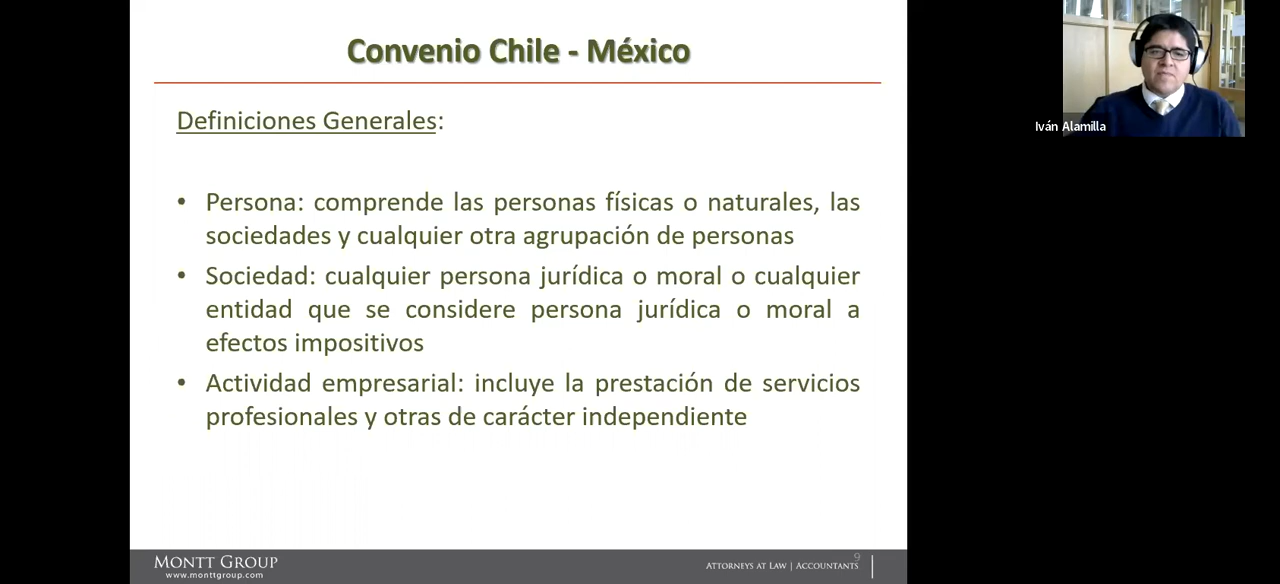 Convenio Chile - México
Iván Alamilla
Definiciones Generales:
• Persona: comprende las personas físicas o naturales, las
sociedades y cualquier otra agrupación de personas
• Sociedad: cualquier persona jurídica o moral o cualquier
entidad que se considere persona jurídica o moral a
efectos impositivos
• Actividad empresarial: incluye la prestación de servicios
profesionales y otras de carácter independiente
9
Montt Group
www.monttgroup.com
Attorneys at Law | Accountants